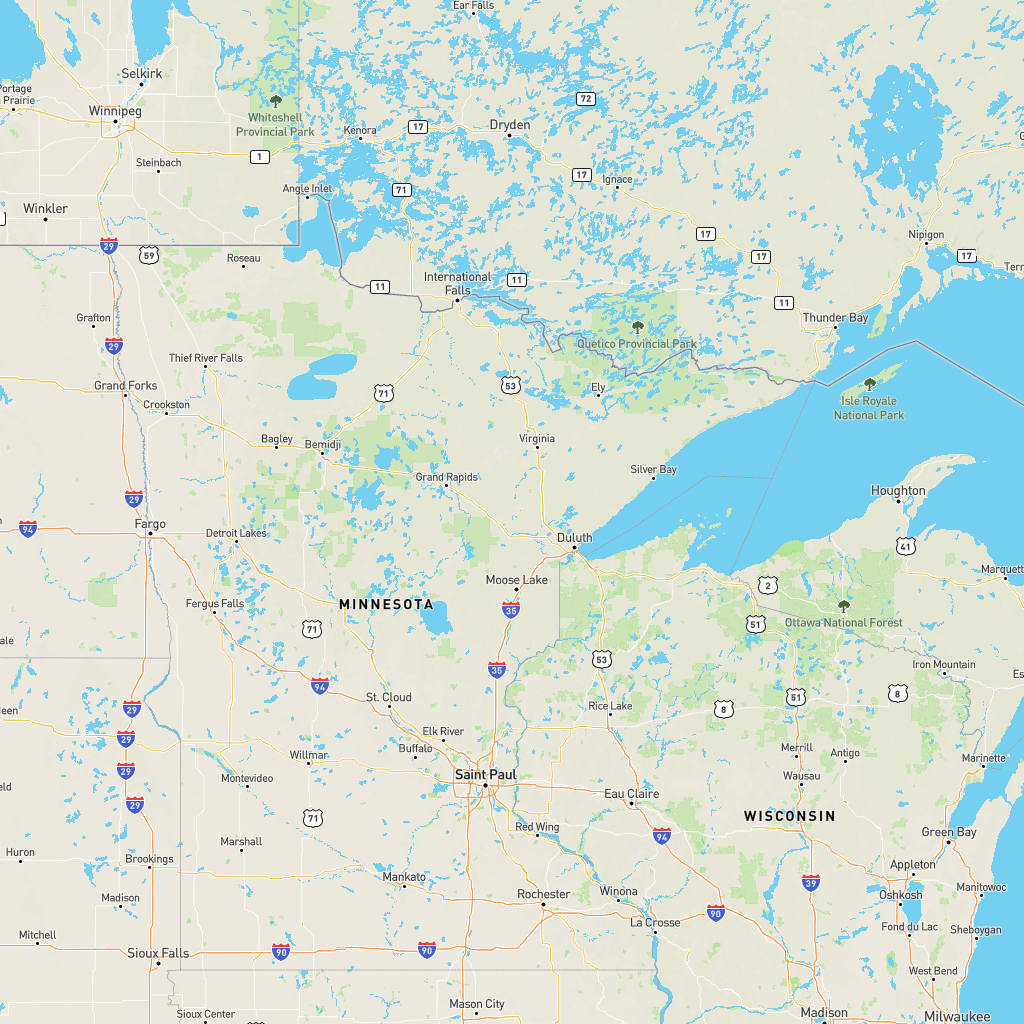 Ear Falls
Selkirk
Portage
Prairie
Winnipeg
72
Whiteshell
Provincial Park
Kenora
17
Dryden
1
Steinbach
17
Ignace
Angle Inlet
71
Winkler
29
59
17
Nipigon
17
Roseau
17
International
Falls
11
11
11
Grafton
Thunder Bay
29
Quetico Provincial Park
Thief River Falls
Grand Forks
71
53
Ely
Isle Royale
National Park
Crookston
Bagley
Bemidji
Virginia
Silver Bay
Grand Rapids
29
Houghton
94
Fargo
Detroit Lakes
Duluth
41
Moose Lake
Marquett
2
Fergus Falls
MINNESOTA
35
Ottawa National Forest
71
51
53
35
Iron Mountain
94
51
8
St. Cloud
29
Rice Lake
8
Elk River
29
Buffalo
Merrill
Antigo
Willmar
Marinette
29
Saint Paul
Wausau
Montevideo
29
Eau Claire
71
WISCONSIN
Red Wing
94
Green Bay
Marshall
Huron
Brookings
Appleton
Mankato
39
Manitowoc
Madison
Rochester
Winona
Oshkosh
90
La Crosse
Fond du Lac
Sheboygan
Mitchell
Sioux Falls
90
90
West Bend
Mason City
Sioux Center
Madison
Milwaukee